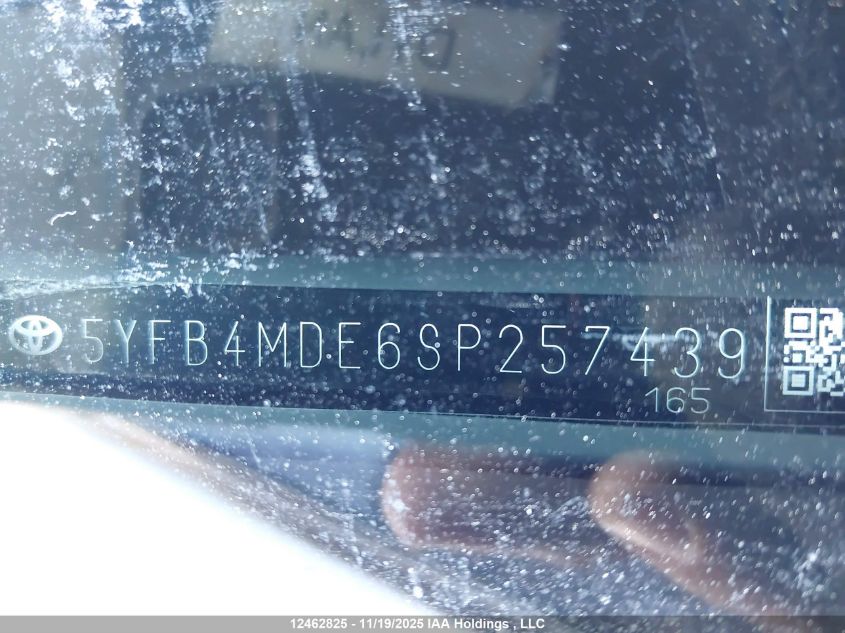 5YFB4MDE6SP257439
165
12462825 - 11/19/2025 IAA Holdings , LLC